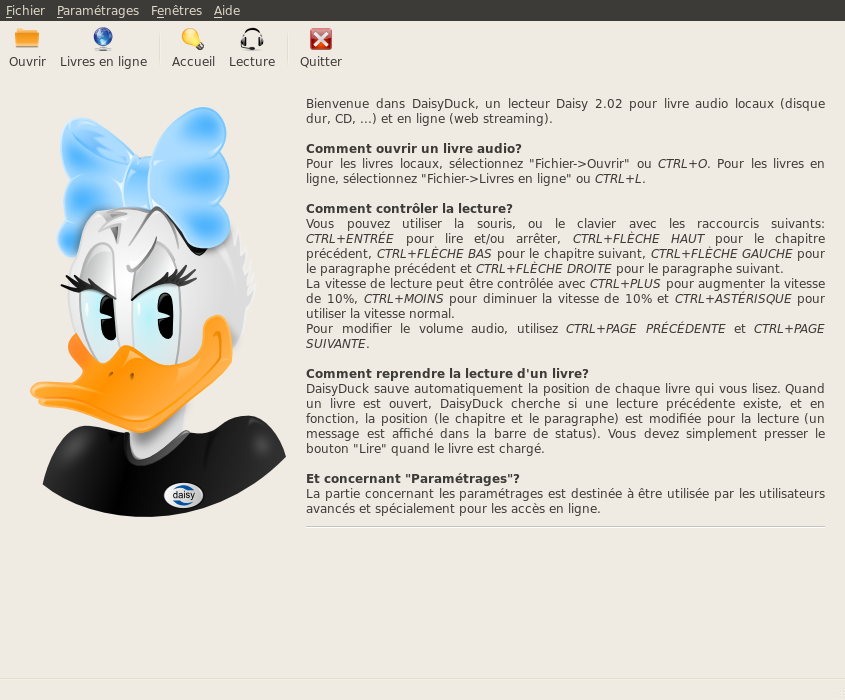 Fichier Paramétrages Fenêtres Aide
Ouvrir Livres en ligne Accueil Lecture Quitter
Bienvenue dans DaisyDuck, un lecteur Daisy 2.02 pour livre audio locaux (disque
dur, CD, ...) et en ligne (web streaming).
Comment ouvrir un livre audio?
Pour les livres locaux, sélectionnez "Fichier->Ouvrir" ou CTRL+O. Pour les livres en
ligne, sélectionnez "Fichier->Livres en ligne" ou CTRL+L.
Comment contrôler la lecture?
Vous pouvez utiliser la souris, ou le clavier avec les raccourcis suivants:
CTRL+ENTRÉE pour lire et/ou arrêter, CTRL+FLÈCHE HAUT pour le chapitre
précédent, CTRL+FLÈCHE BAS pour le chapitre suivant, CTRL+FLÈCHE GAUCHE pour
le paragraphe précédent et CTRL+FLÈCHE DROITE pour le paragraphe suivant.
La vitesse de lecture peut être contrôlée avec CTRL+PLUS pour augmenter la vitesse
de 10%, CTRL+MOINS pour diminuer la vitesse de 10% et CTRL+ASTÉRISQUE pour
utiliser la vitesse normal.
Pour modifier le volume audio, utilisez CTRL+PAGE PRÉCÉDENTE et CTRL+PAGE
SUIVANTE.
Comment reprendre la lecture d'un livre?
DaisyDuck sauve automatiquement la position de chaque livre qui vous lisez. Quand
un livre est ouvert, DaisyDuck cherche si une lecture précédente existe, et en
fonction, la position (le chapitre et le paragraphe) est modifiée pour la lecture (un
message est affiché dans la barre de status). Vous devez simplement presser le
bouton "Lire" quand le livre est chargé.
Et concernant "Paramétrages"?
La partie concernant les paramétrages est destinée à être utilisée par les utilisateurs
avancés et spécialement pour les accès en ligne.
daisy